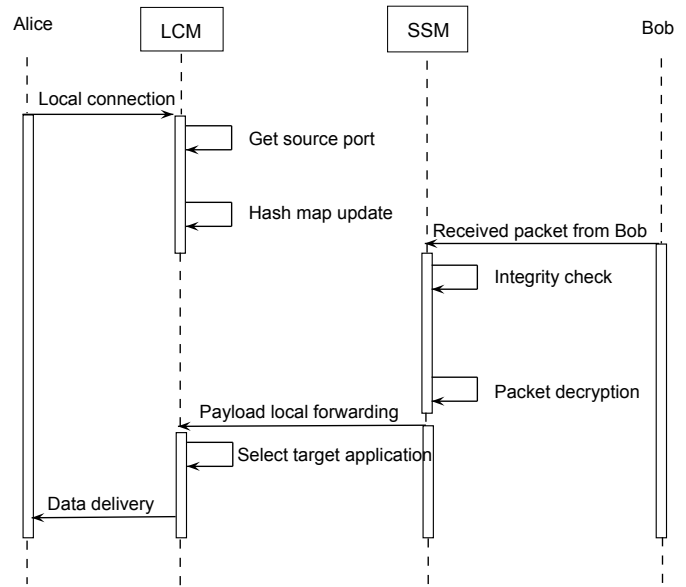 Alice
LCM
SSM
Bob
Local connection
Get source port
Hash map update
Received packet from Bob
Integrity check
Packet decryption
Payload local forwarding
Select target application
Data delivery